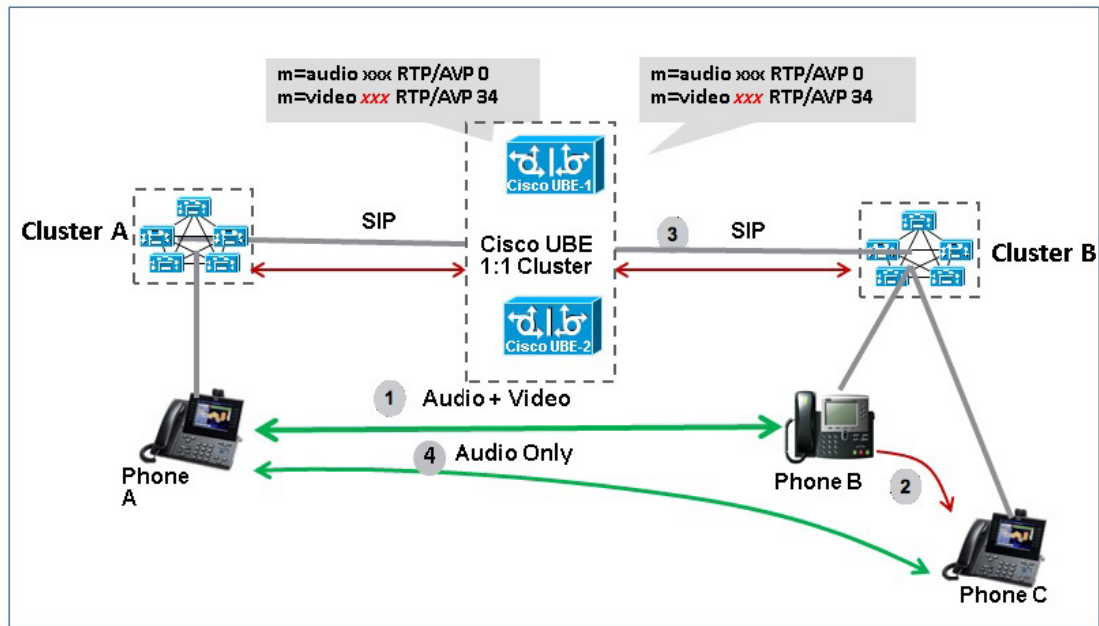 m=audio xxx RTP/AVP 0
m=video xxx RTP/AVP 34
m=audio xxx RTP/AVP 0
m=video xxx RTP/AVP 34
Cisco UBE-1
Cluster A
SIP
Cisco UBE
1:1 Cluster
3
SIP
Cluster B
Cisco UBE-2
1
Audio + Video
4
Audio Only
Phone
A
Phone B
2
Phone C